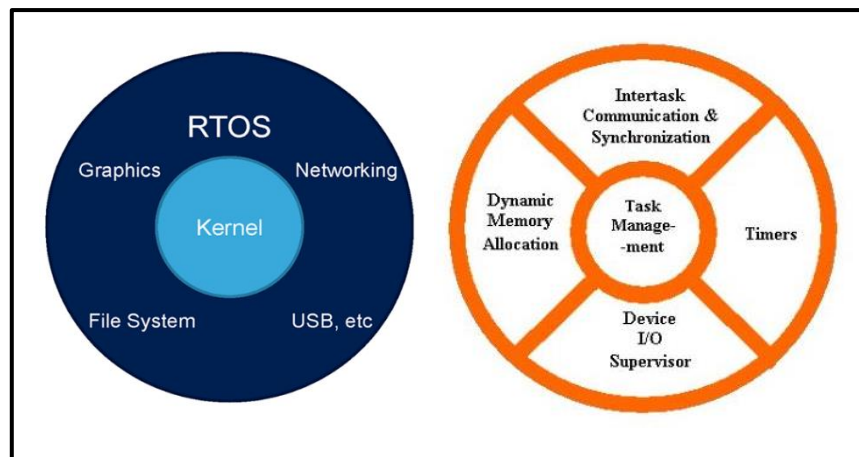 RTOS
Graphics
Networking
Kernel
File System
USB, etc
Intertask
Communication &
Synchronization
Dynamic
Memory
Allocation
Task
Manage-
-ment
Timers
Device
I/O
Supervisor